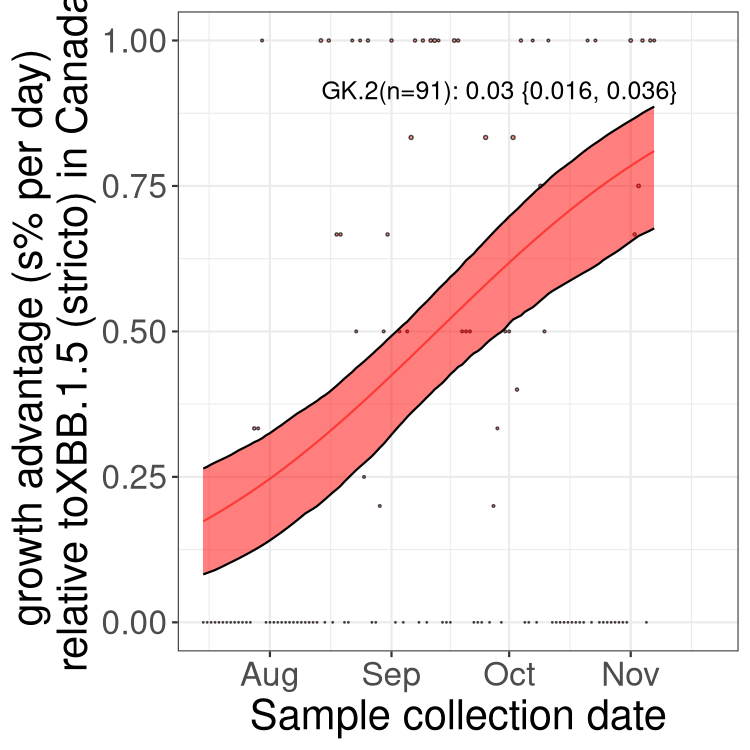 growth advantage (s% per day)
relative toXBB.1.5 (stricto) in Canada
1.00
0.75
0.50
0.25
0.00
GK.2(n=91): 0.03 {0.016, 0.036}
Aug Sep Oct Nov
Sample collection date